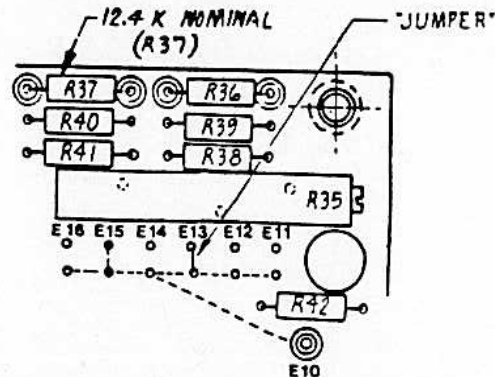 12.4 K NOMINAL
(R37)
"JUMPER"
R37 R36
R40 R39
R41 R38
R35
E16 E15 E14 E13 E12 E11
R42
E10